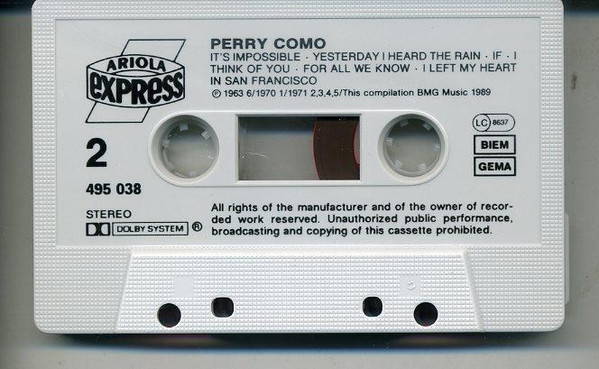 ARIOLA
EXPRESS
PERRY COMO
IT'S IMPOSSIBLE · YESTERDAY I HEARD THE RAIN · IF · I
THINK OF YOU · FOR ALL WE KNOW · I LEFT MY HEART
IN SAN FRANCISCO
℗ 1963 6/1970 1/1971 2,3,4,5/This compilation BMG Music 1989
LC 8637
BIEM
GEMA
2
495 038
STEREO
DOLBY SYSTEM ®
All rights of the manufacturer and of the owner of recor-
ded work reserved. Unauthorized public performance,
broadcasting and copying of this cassette prohibited.